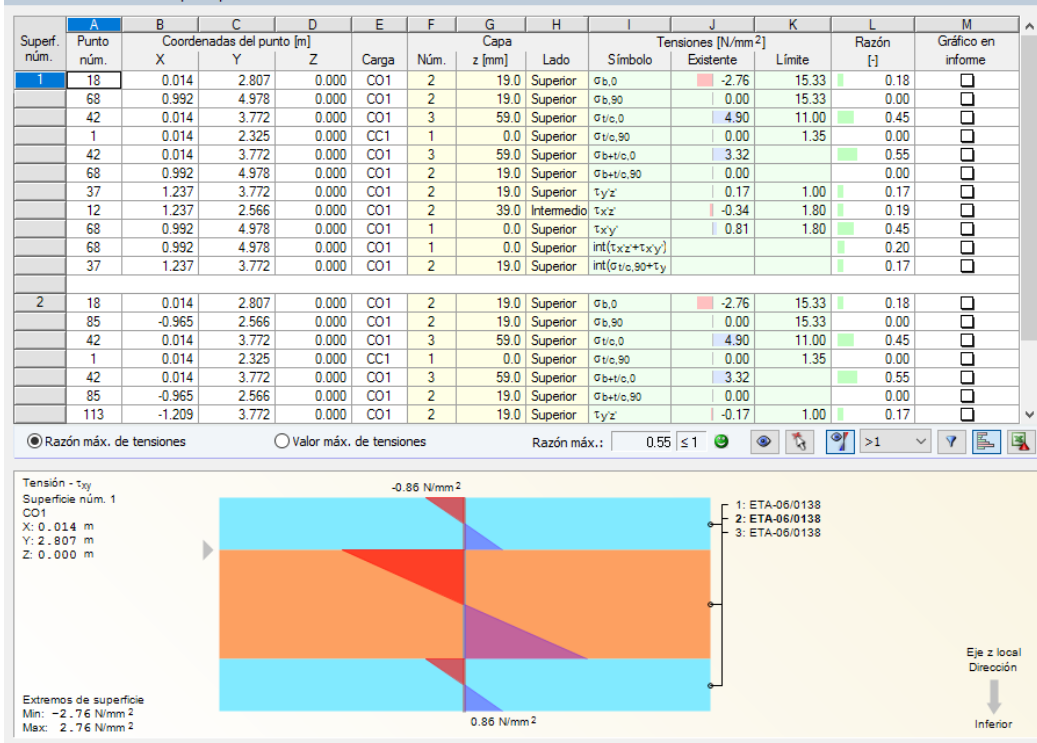 A B C D E F G H I J K L M
Superf. Punto Coordenadas del punto [m] Capa Tensiones [N/mm2] Razón Gráfico en
núm. núm. X Y Z Carga Núm. z [mm] Lado Símbolo Existente Límite [-] informe
1 18 0.014 2.807 0.000 CO1 2 19.0 Superior σb,0 -2.76 15.33 0.18
68 0.992 4.978 0.000 CO1 2 19.0 Superior σb,90 0.00 15.33 0.00
42 0.014 3.772 0.000 CO1 3 59.0 Superior σt/c,0 4.90 11.00 0.45
1 0.014 2.325 0.000 CC1 1 0.0 Superior σt/c,90 0.00 1.35 0.00
42 0.014 3.772 0.000 CO1 3 59.0 Superior σb+t/c,0 3.32 0.55
68 0.992 4.978 0.000 CO1 2 19.0 Superior σb+t/c,90 0.00 0.00
37 1.237 3.772 0.000 CO1 2 19.0 Superior τy'z' 0.17 1.00 0.17
12 1.237 2.566 0.000 CO1 2 39.0 Intermedio τx'z' -0.34 1.80 0.19
68 0.992 4.978 0.000 CO1 1 0.0 Superior τx'y' 0.81 1.80 0.45
68 0.992 4.978 0.000 CO1 1 0.0 Superior int(τx'z'+τx'y') 0.20
37 1.237 3.772 0.000 CO1 2 19.0 Superior int(σt/c,90+τy 0.17
2 18 0.014 2.807 0.000 CO1 2 19.0 Superior σb,0 -2.76 15.33 0.18
85 -0.965 2.566 0.000 CO1 2 19.0 Superior σb,90 0.00 15.33 0.00
42 0.014 3.772 0.000 CO1 3 59.0 Superior σt/c,0 4.90 11.00 0.45
1 0.014 2.325 0.000 CC1 1 0.0 Superior σt/c,90 0.00 1.35 0.00
42 0.014 3.772 0.000 CO1 3 59.0 Superior σb+t/c,0 3.32 0.55
85 -0.965 2.566 0.000 CO1 2 19.0 Superior σb+t/c,90 0.00 0.00
113 -1.209 3.772 0.000 CO1 2 19.0 Superior τy'z' -0.17 1.00 0.17
Razón máx. de tensiones Valor máx. de tensiones Razón máx.: 0.55 ≤ 1 >1
Tensión - τxy
Superficie núm. 1
CO1
X: 0.014 m
Y: 2.807 m
Z: 0.000 m
-0.86 N/mm2
1: ETA-06/0138
2: ETA-06/0138
3: ETA-06/0138
Eje z local
Dirección
Inferior
0.86 N/mm2
Extremos de superficie
Min: -2.76 N/mm2
Max: 2.76 N/mm2